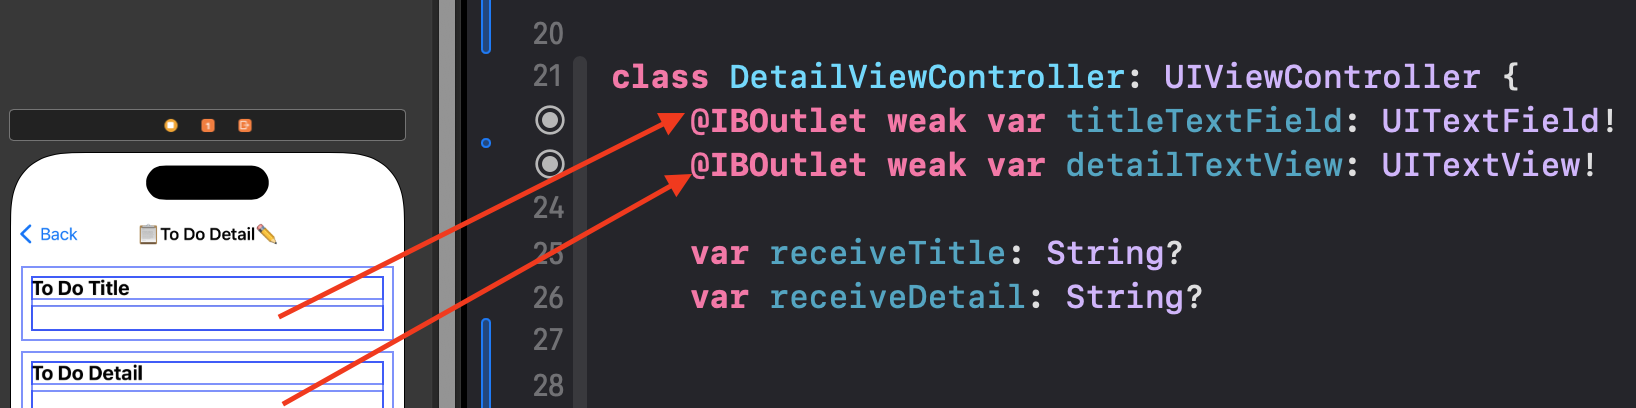 20
21 class DetailViewController: UIViewController {
@IBOutlet weak var titleTextField: UITextField!
@IBOutlet weak var detailTextView: UITextView!
24
25 var receiveTitle: String?
26 var receiveDetail: String?
27
28
1
Back
📋To Do Detail✏️
To Do Title
To Do Detail